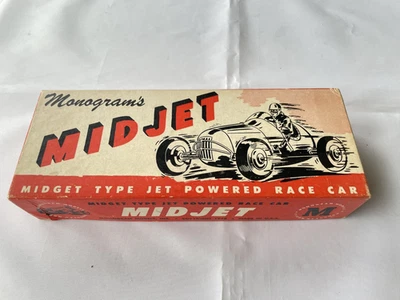 Monogram's
MIDJET
MIDGET TYPE JET POWERED RACE CAR
MIDGET TYPE JET POWERED RACE CAR
MIDJET
M